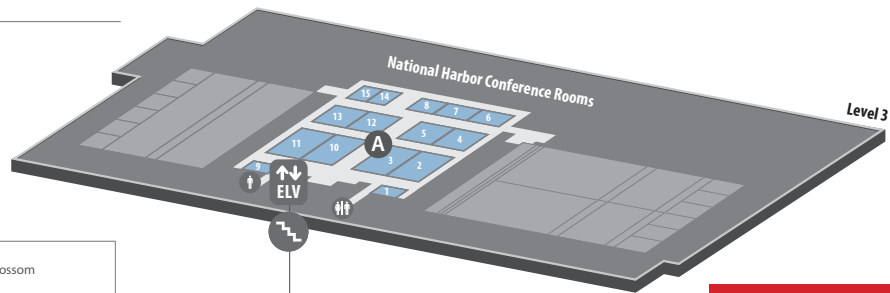 National Harbor Conference Rooms
Level 3
15 14
8 7 6
13 12
5 4
11 10
A
3 2
9
1
ELV
ossom